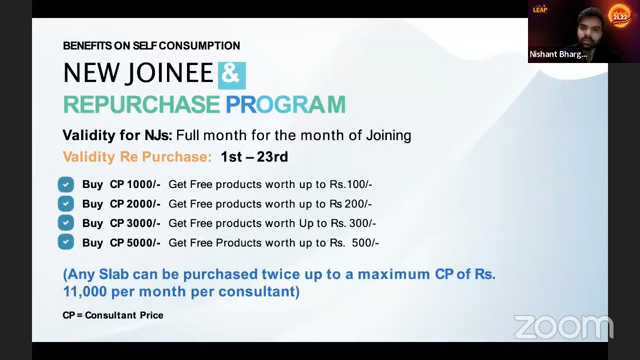 LEAP
21.22
Nishant Bharg...
BENEFITS ON SELF CONSUMPTION
NEW JOINEE &
REPURCHASE PROGRAM
Validity for NJs: Full month for the month of Joining
Validity Re Purchase: 1st – 23rd
Buy CP 1000/- Get Free products worth up to Rs.100/-
Buy CP 2000/- Get Free products worth up to Rs 200/-
Buy CP 3000/- Get Free products worth Up to Rs. 300/-
Buy CP 5000/- Get Free Products worth up to Rs. 500/-
(Any Slab can be purchased twice up to a maximum CP of Rs.
11,000 per month per consultant)
CP = Consultant Price
zoom